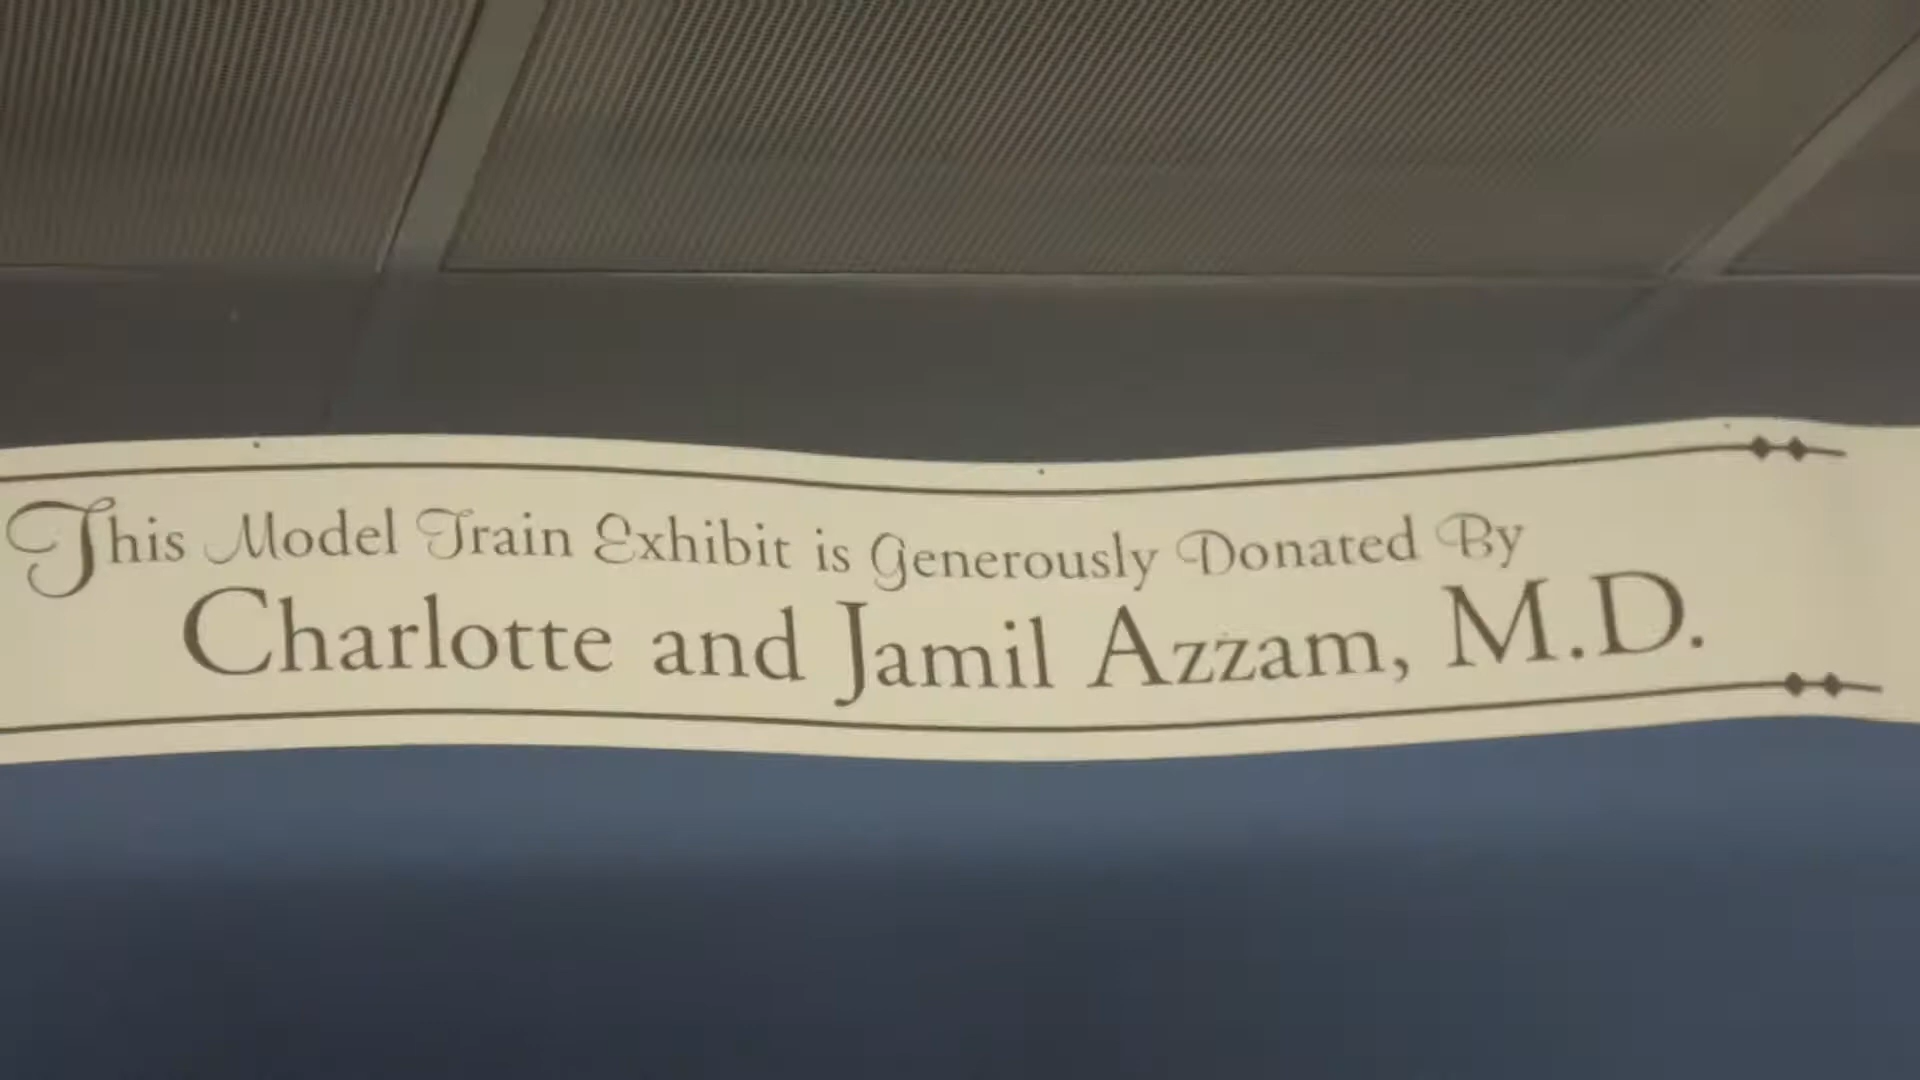 This Model Train Exhibit is Generously Donated By
Charlotte and Jamil Azzam, M.D.